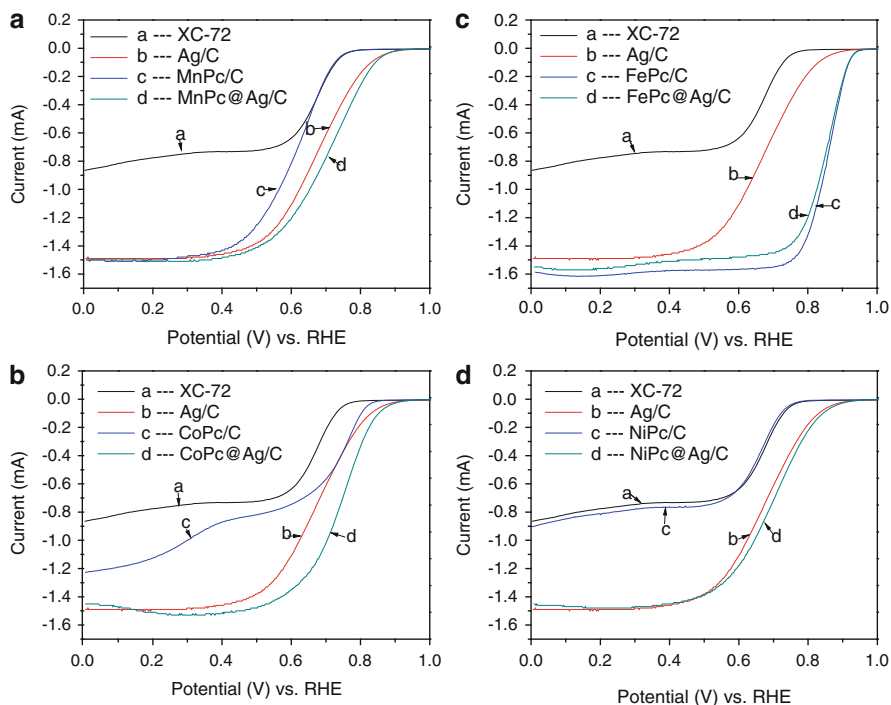 a
0.2
0.0
-0.2
-0.4
-0.6
-0.8
-1.0
-1.2
-1.4
-1.6
Current (mA)
a --- XC-72
b --- Ag/C
c --- MnPc/C
d --- MnPc@Ag/C
a
b
c
d
0.0 0.2 0.4 0.6 0.8 1.0
Potential (V) vs. RHE
b
0.2
0.0
-0.2
-0.4
-0.6
-0.8
-1.0
-1.2
-1.4
-1.6
Current (mA)
a --- XC-72
b --- Ag/C
c --- CoPc/C
d --- CoPc@Ag/C
a
c
b
d
0.0 0.2 0.4 0.6 0.8 1.0
Potential (V) vs. RHE
c
0.2
0.0
-0.2
-0.4
-0.6
-0.8
-1.0
-1.2
-1.4
-1.6
Current (mA)
a --- XC-72
b --- Ag/C
c --- FePc/C
d --- FePc@Ag/C
a
b
d
c
0.0 0.2 0.4 0.6 0.8 1.0
Potential (V) vs. RHE
d
0.2
0.0
-0.2
-0.4
-0.6
-0.8
-1.0
-1.2
-1.4
-1.6
Current (mA)
a --- XC-72
b --- Ag/C
c --- NiPc/C
d --- NiPc@Ag/C
a
c
b
d
0.0 0.2 0.4 0.6 0.8 1.0
Potential (V) vs. RHE